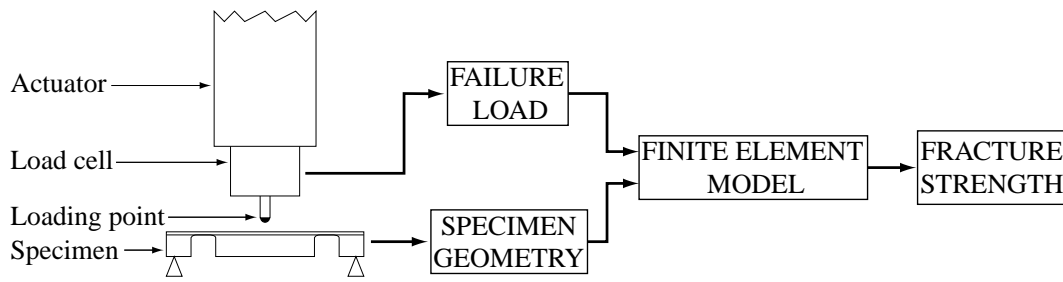 Actuator
Load cell
Loading point
Specimen
FAILURE
LOAD
SPECIMEN
GEOMETRY
FINITE ELEMENT
MODEL
FRACTURE
STRENGTH